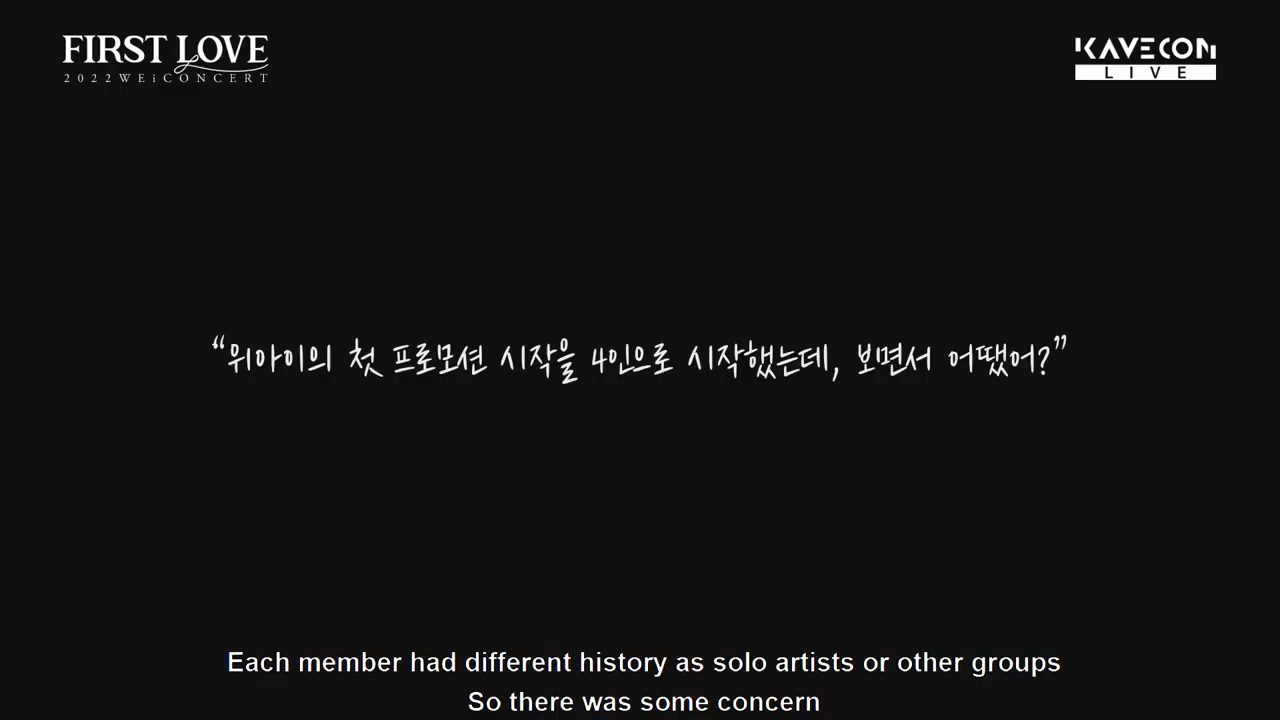 FIRST LOVE
2022 WEi CONCERT
KAVECON
LIVE
“위아이의 첫 프로모션 시작을 4인으로 시작했는데, 보면서 어땠어?”
Each member had different history as solo artists or other groups
So there was some concern